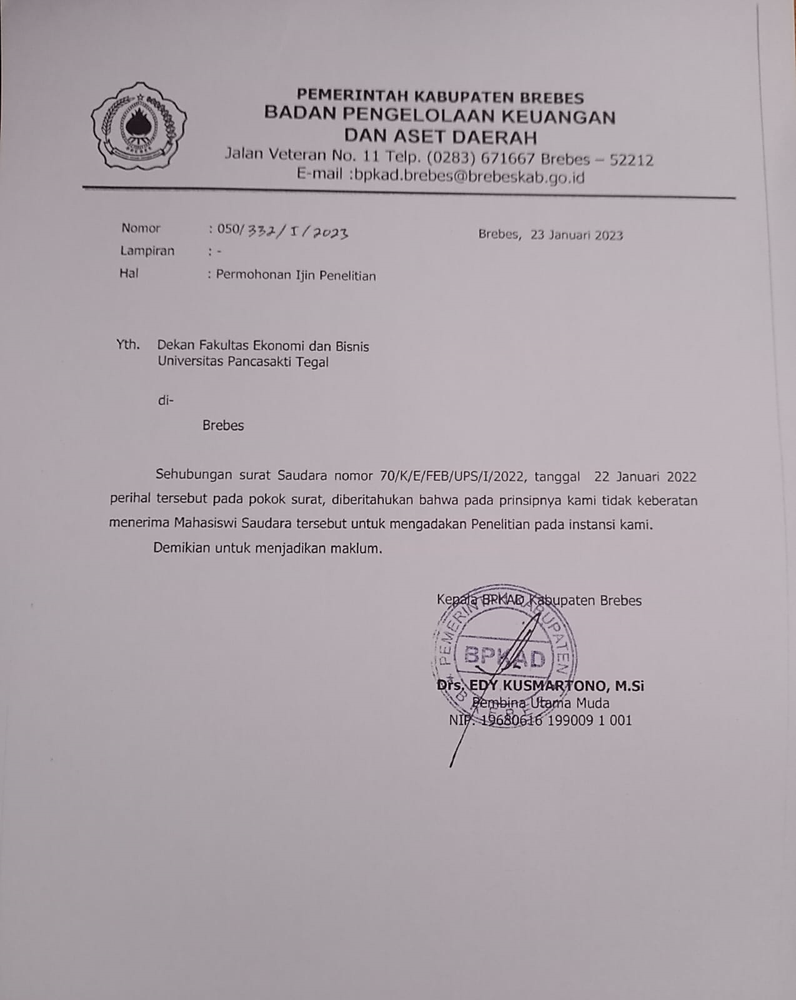 PEMERINTAH KABUPATEN BREBES
BADAN PENGELOLAAN KEUANGAN
DAN ASET DAERAH
Jalan Veteran No. 11 Telp. (0283) 671667 Brebes – 52212
E-mail :bpkad.brebes@brebeskab.go.id
BREBES
Nomor : 050/332/I/2023
Brebes, 23 Januari 2023
Lampiran : -
Hal : Permohonan Ijin Penelitian
Yth. Dekan Fakultas Ekonomi dan Bisnis
Universitas Pancasakti Tegal
di-
Brebes
Sehubungan surat Saudara nomor 70/K/E/FEB/UPS/I/2022, tanggal 22 Januari 2022
perihal tersebut pada pokok surat, diberitahukan bahwa pada prinsipnya kami tidak keberatan
menerima Mahasiswi Saudara tersebut untuk mengadakan Penelitian pada instansi kami.
Demikian untuk menjadikan maklum.
Kepala BPKAD Kabupaten Brebes
PEMERINTAH KABUPATEN
BPKAD
BREBES
Drs. EDY KUSMARTONO, M.Si
Pembina Utama Muda
NIP. 19680616 199009 1 001